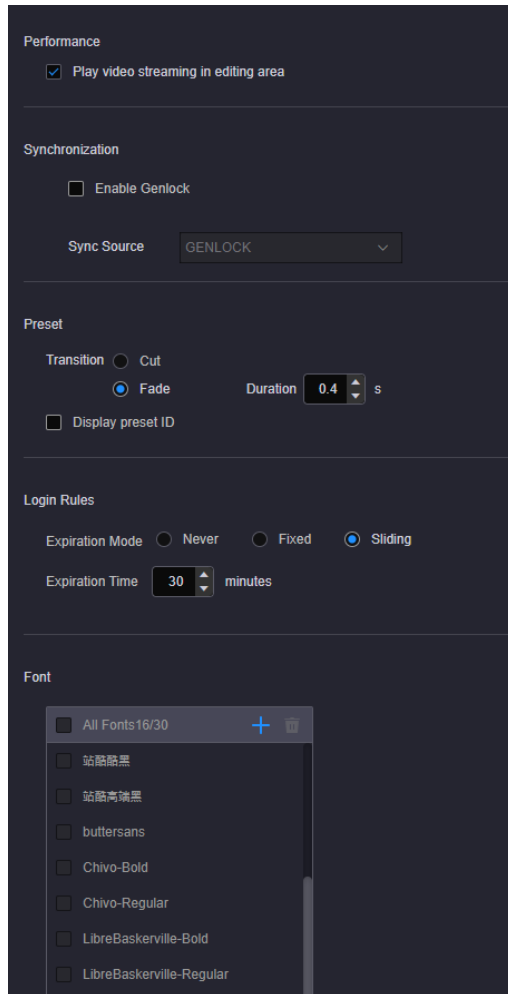 Performance
Play video streaming in editing area
Synchronization
Enable Genlock
Sync Source GENLOCK
Preset
Transition Cut
Fade Duration 0.4 s
Display preset ID
Login Rules
Expiration Mode Never Fixed Sliding
Expiration Time 30 minutes
Font
All Fonts16/30
站酷酷黑
站酷高端黑
buttersans
Chivo-Bold
Chivo-Regular
LibreBaskerville-Bold
LibreBaskerville-Regular